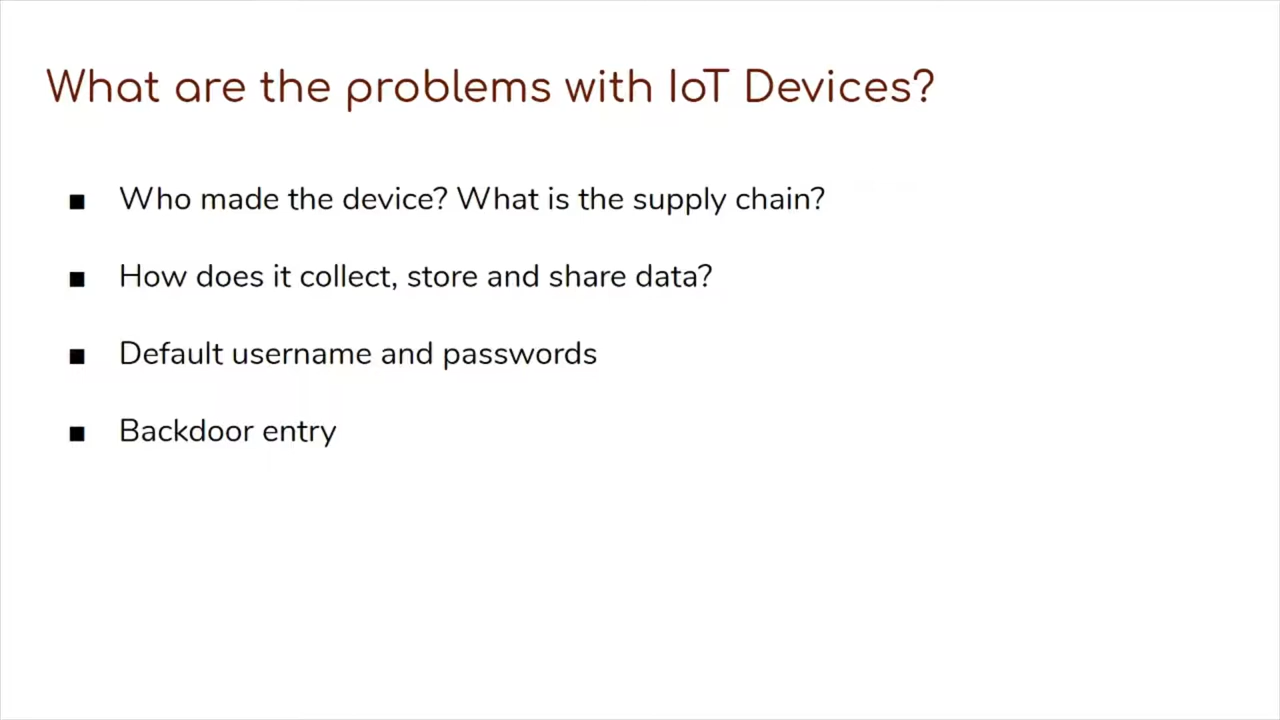 What are the problems with IoT Devices?
■ Who made the device? What is the supply chain?
■ How does it collect, store and share data?
■ Default username and passwords
■ Backdoor entry